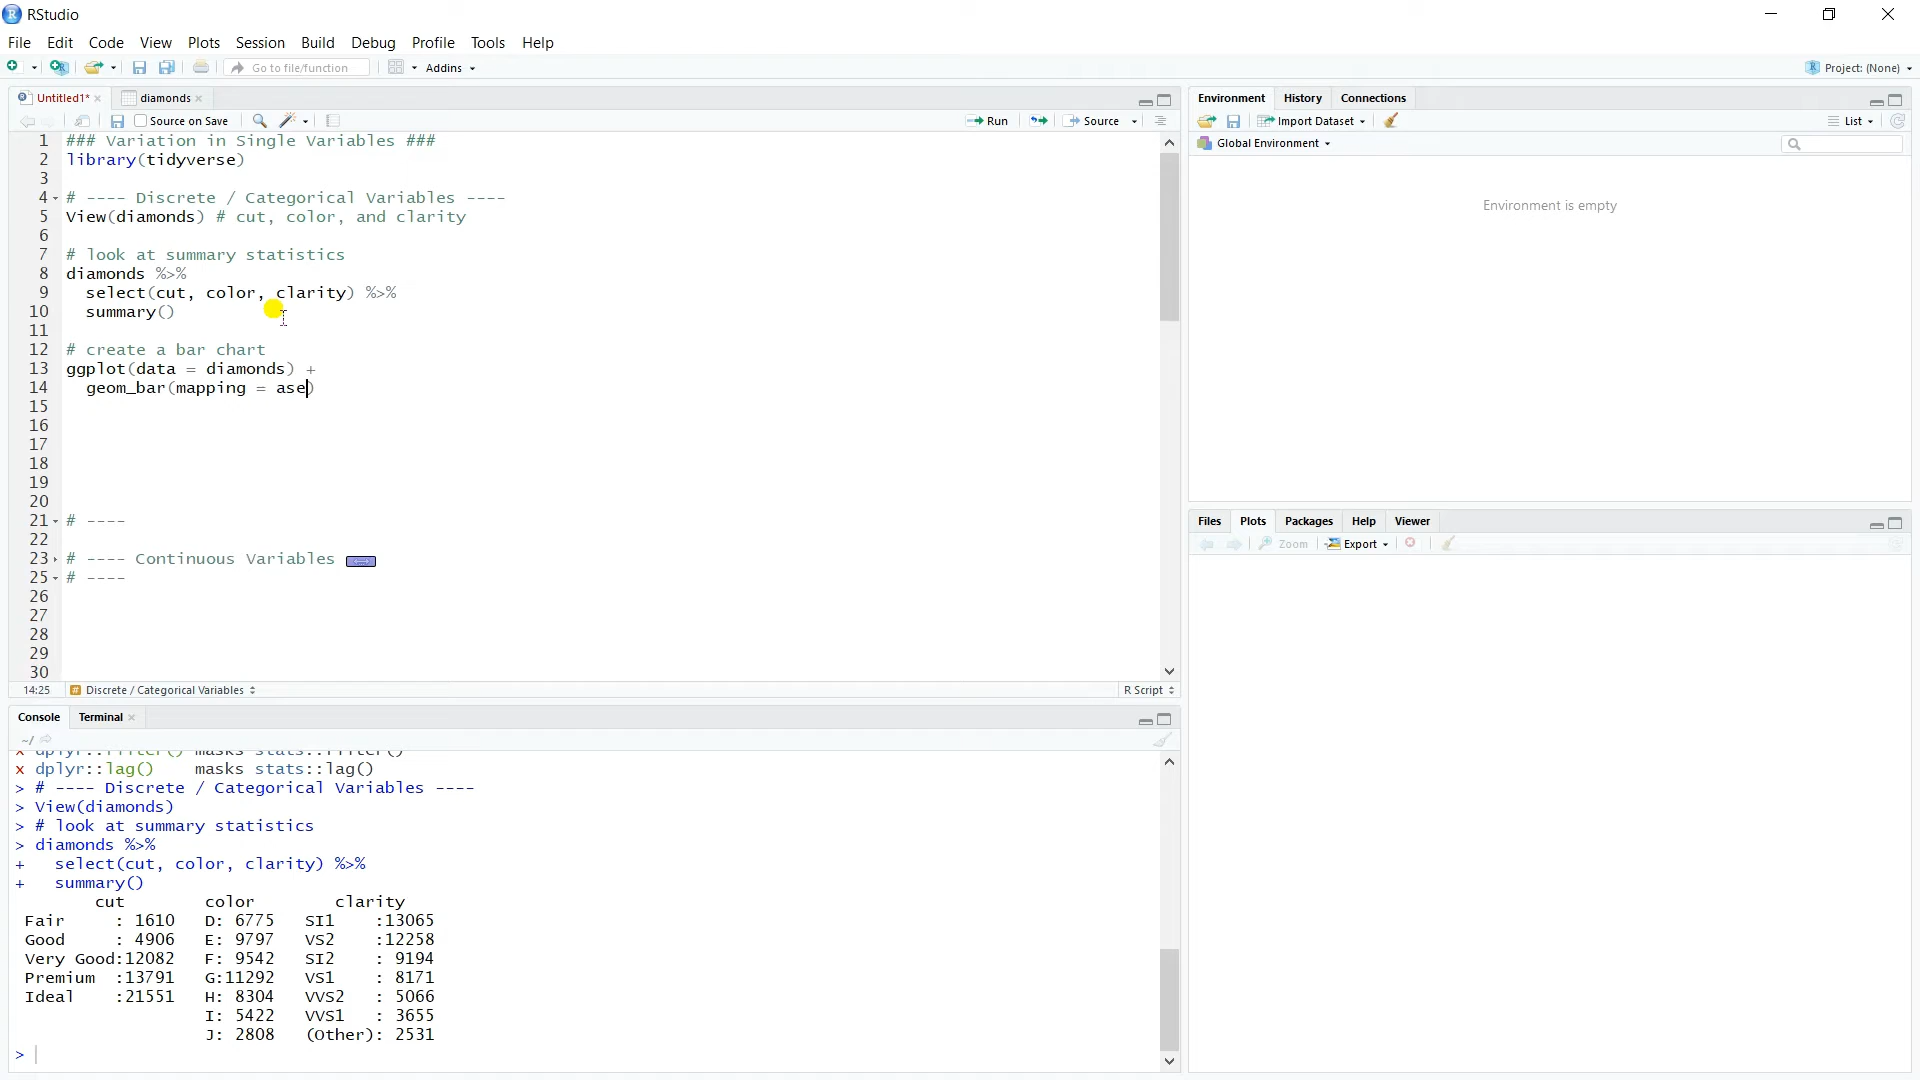 RStudio
File Edit Code View Plots Session Build Debug Profile Tools Help
Go to file/function Addins Project: (None)
Untitled1* diamonds
Source on Save Run Source
1 ### Variation in Single Variables ###
2 library(tidyverse)
3
4 # ---- Discrete / Categorical Variables ----
5 View(diamonds) # cut, color, and clarity
6
7 # look at summary statistics
8 diamonds %>%
9 select(cut, color, clarity) %>%
10 summary()
11
12 # create a bar chart
13 ggplot(data = diamonds) +
14 geom_bar(mapping = ase)
15
16
17
18
19
20
21 # ----
22
23 # ---- Continuous Variables
25 # ----
26
27
28
29
30
14:25 # Discrete / Categorical Variables R Script
Console Terminal
~/
x dplyr::filter() masks stats::filter()
x dplyr::lag() masks stats::lag()
> # ---- Discrete / Categorical Variables ----
> View(diamonds)
> # look at summary statistics
> diamonds %>%
+ select(cut, color, clarity) %>%
+ summary()
cut color clarity
Fair : 1610 D: 6775 SI1 :13065
Good : 4906 E: 9797 VS2 :12258
Very Good:12082 F: 9542 SI2 : 9194
Premium :13791 G:11292 VS1 : 8171
Ideal :21551 H: 8304 VVS2 : 5066
I: 5422 VVS1 : 3655
J: 2808 (Other): 2531
>
Environment History Connections
Import Dataset List
Global Environment
Environment is empty
Files Plots Packages Help Viewer
Zoom Export